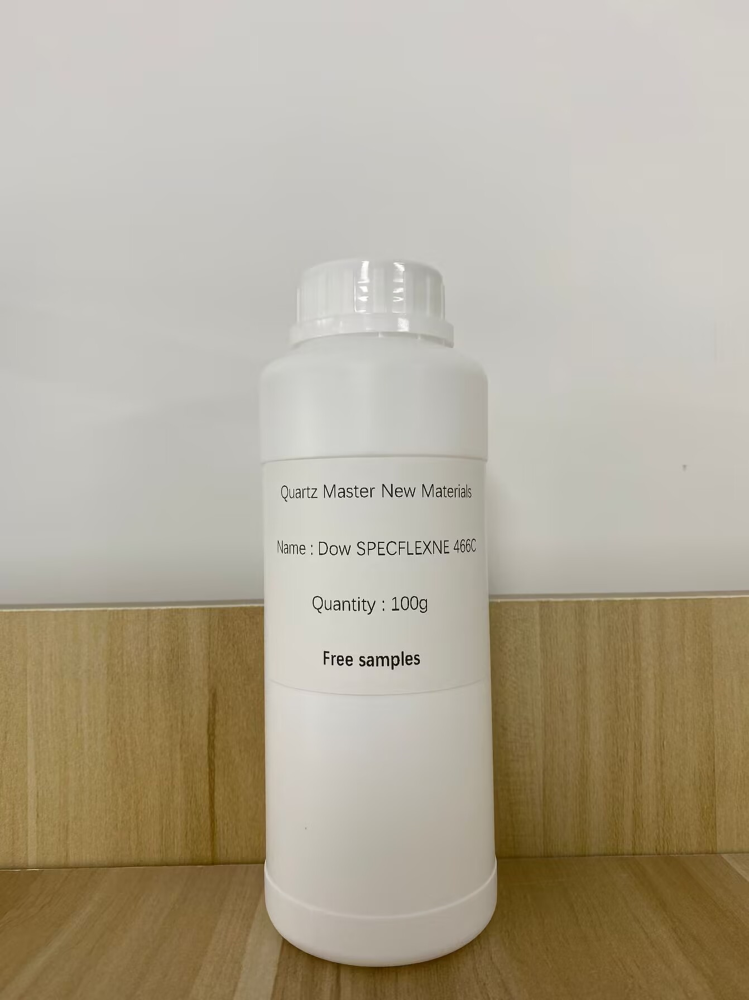 Quartz Master New Materials
Name : Dow SPECFLEXNE 466C
Quantity : 100g
Free samples